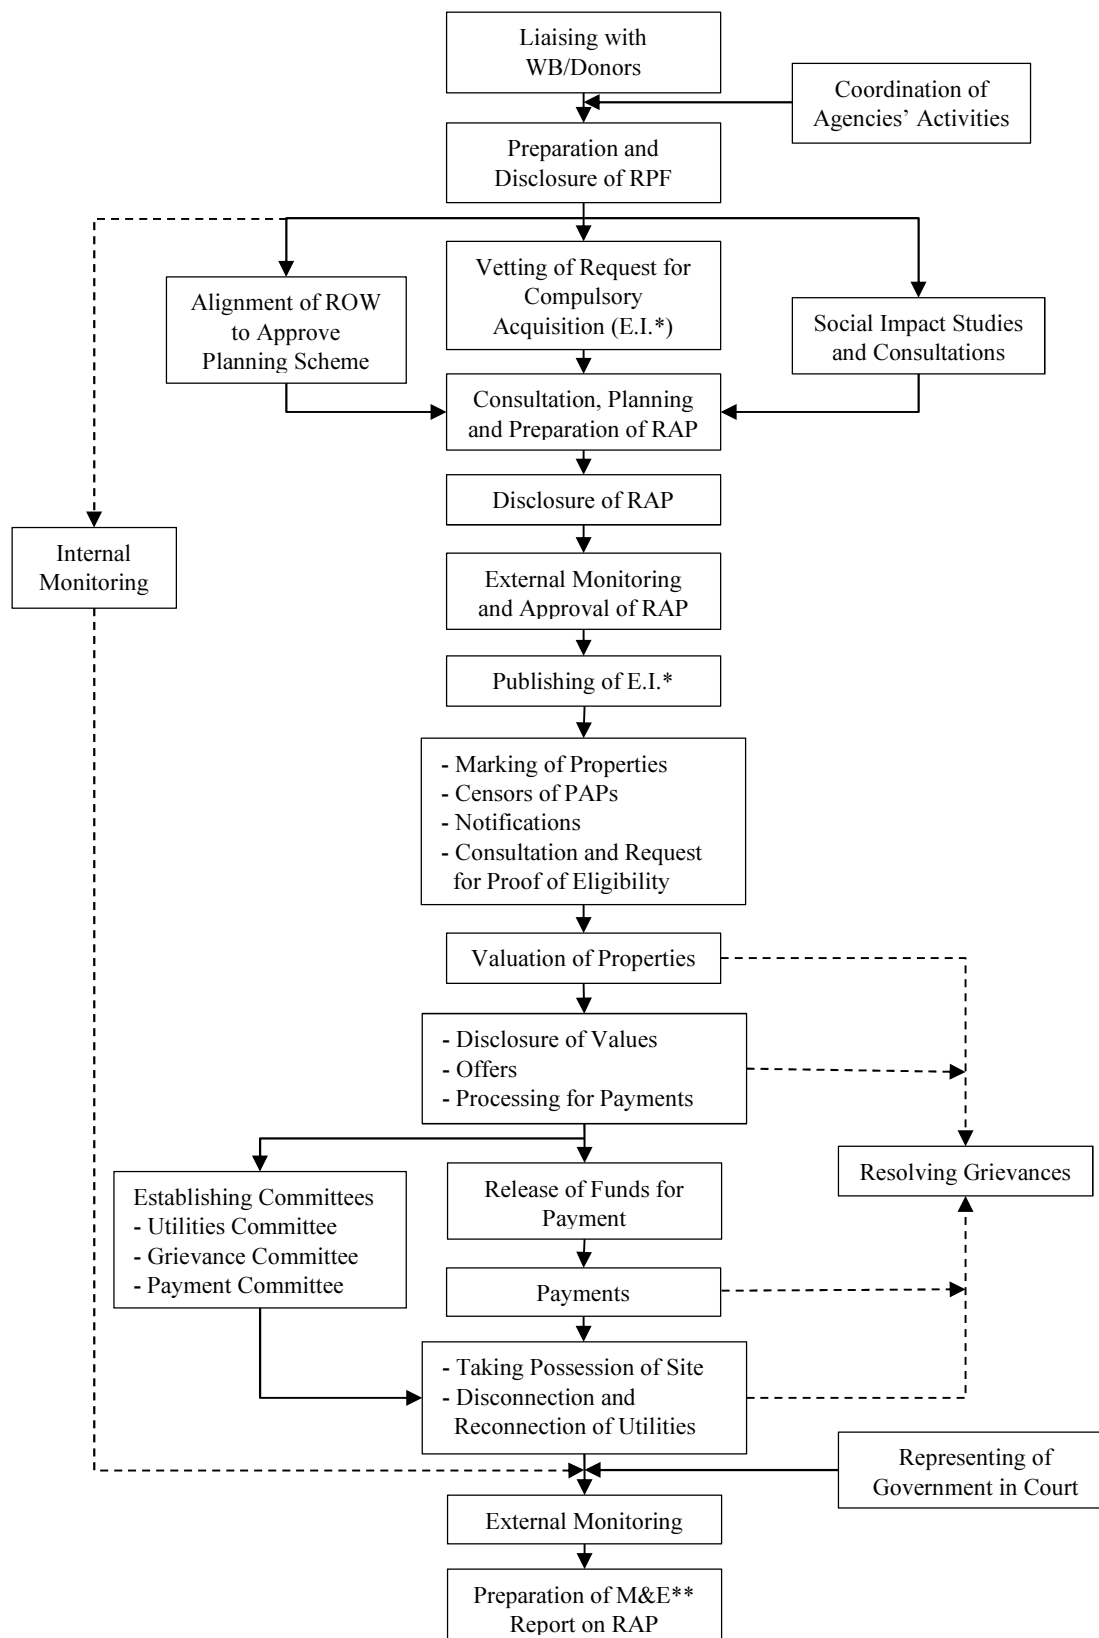 Liaising with
WB/Donors
Coordination of
Agencies’ Activities
Preparation and
Disclosure of RPF
Alignment of ROW
to Approve
Planning Scheme
Vetting of Request for
Compulsory
Acquisition (E.I.*)
Social Impact Studies
and Consultations
Consultation, Planning
and Preparation of RAP
Disclosure of RAP
Internal
Monitoring
External Monitoring
and Approval of RAP
Publishing of E.I.*
- Marking of Properties
- Censors of PAPs
- Notifications
- Consultation and Request
for Proof of Eligibility
Valuation of Properties
- Disclosure of Values
- Offers
- Processing for Payments
Resolving Grievances
Establishing Committees
- Utilities Committee
- Grievance Committee
- Payment Committee
Release of Funds for
Payment
Payments
- Taking Possession of Site
- Disconnection and
Reconnection of Utilities
Representing of
Government in Court
External Monitoring
Preparation of M&E**
Report on RAP